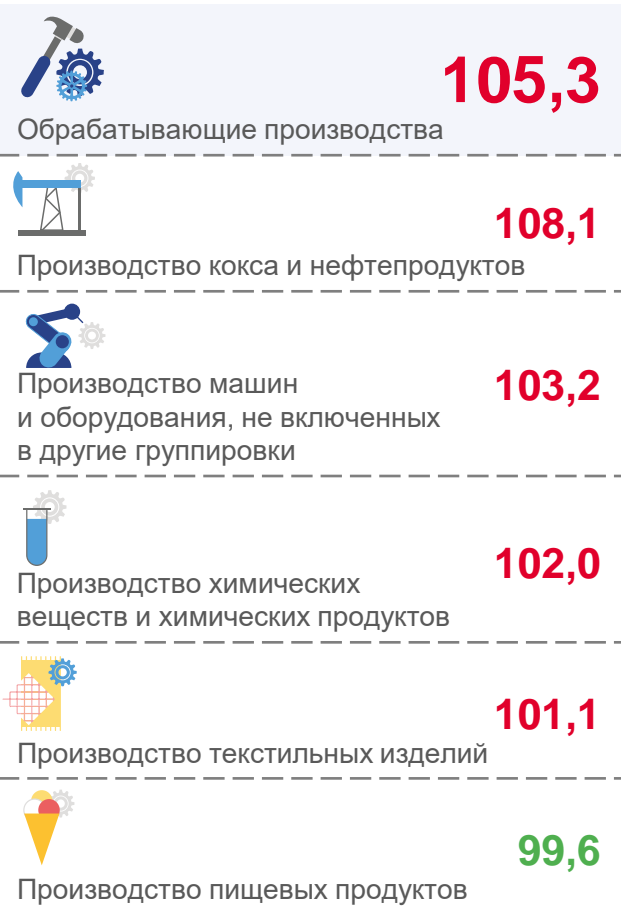 105,3
Обрабатывающие производства
108,1
Производство кокса и нефтепродуктов
Производство машин
103,2
и оборудования, не включенных
в другие группировки
102,0
Производство химических
веществ и химических продуктов
101,1
Производство текстильных изделий
99,6
Производство пищевых продуктов